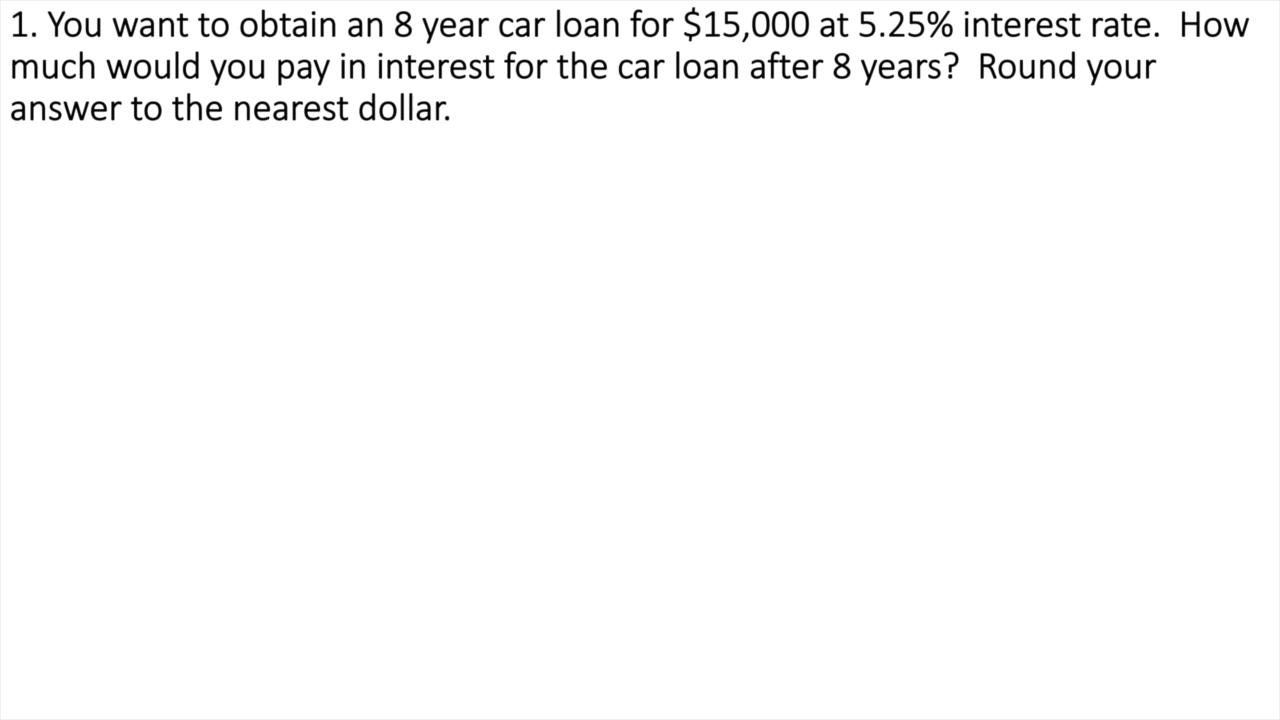 1. You want to obtain an 8 year car loan for $15,000 at 5.25% interest rate.  How
much would you pay in interest for the car loan after 8 years?  Round your
answer to the nearest dollar.